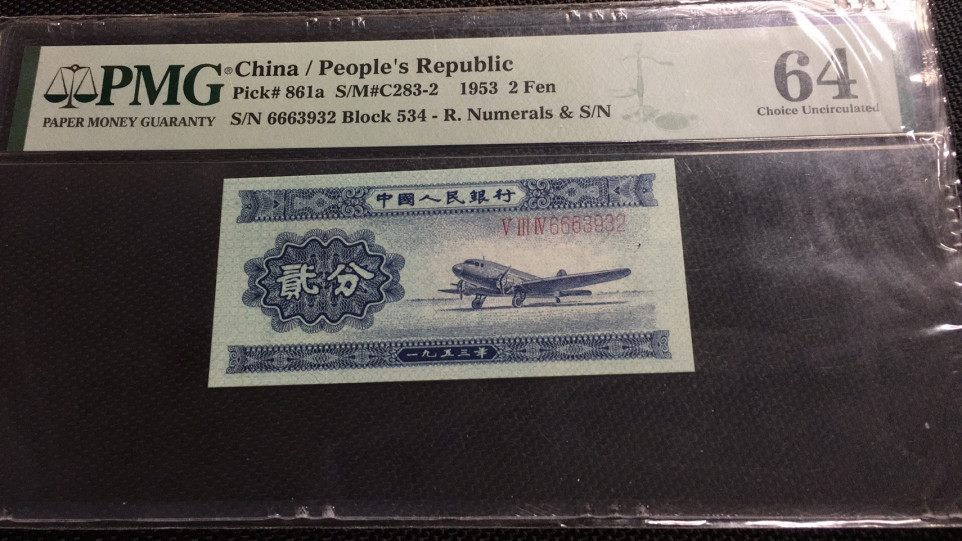 PMG® China / People's Republic
PAPER MONEY GUARANTY
Pick# 861a S/M#C283-2 1953 2 Fen
S/N 6663932 Block 534 - R. Numerals & S/N
64
Choice Uncirculated
中國人民銀行
V III IV 6663932
貳分
一九五三年